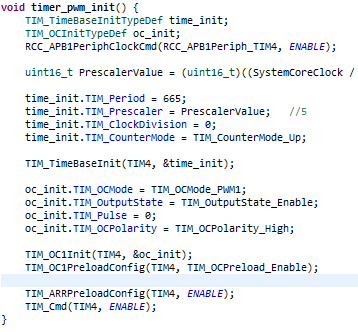 void timer_pwm_init() {
TIM_TimeBaseInitTypeDef time_init;
TIM_OCInitTypeDef oc_init;
RCC_APB1PeriphClockCmd(RCC_APB1Periph_TIM4, ENABLE);
uint16_t PrescalerValue = (uint16_t)((SystemCoreClock /
time_init.TIM_Period = 665;
time_init.TIM_Prescaler = PrescalerValue; //5
time_init.TIM_ClockDivision = 0;
time_init.TIM_CounterMode = TIM_CounterMode_Up;
TIM_TimeBaseInit(TIM4, &time_init);
oc_init.TIM_OCMode = TIM_OCMode_PWM1;
oc_init.TIM_OutputState = TIM_OutputState_Enable;
oc_init.TIM_Pulse = 0;
oc_init.TIM_OCPolarity = TIM_OCPolarity_High;
TIM_OC1Init(TIM4, &oc_init);
TIM_OC1PreloadConfig(TIM4, TIM_OCPreload_Enable);
TIM_ARRPreloadConfig(TIM4, ENABLE);
TIM_Cmd(TIM4, ENABLE);
}